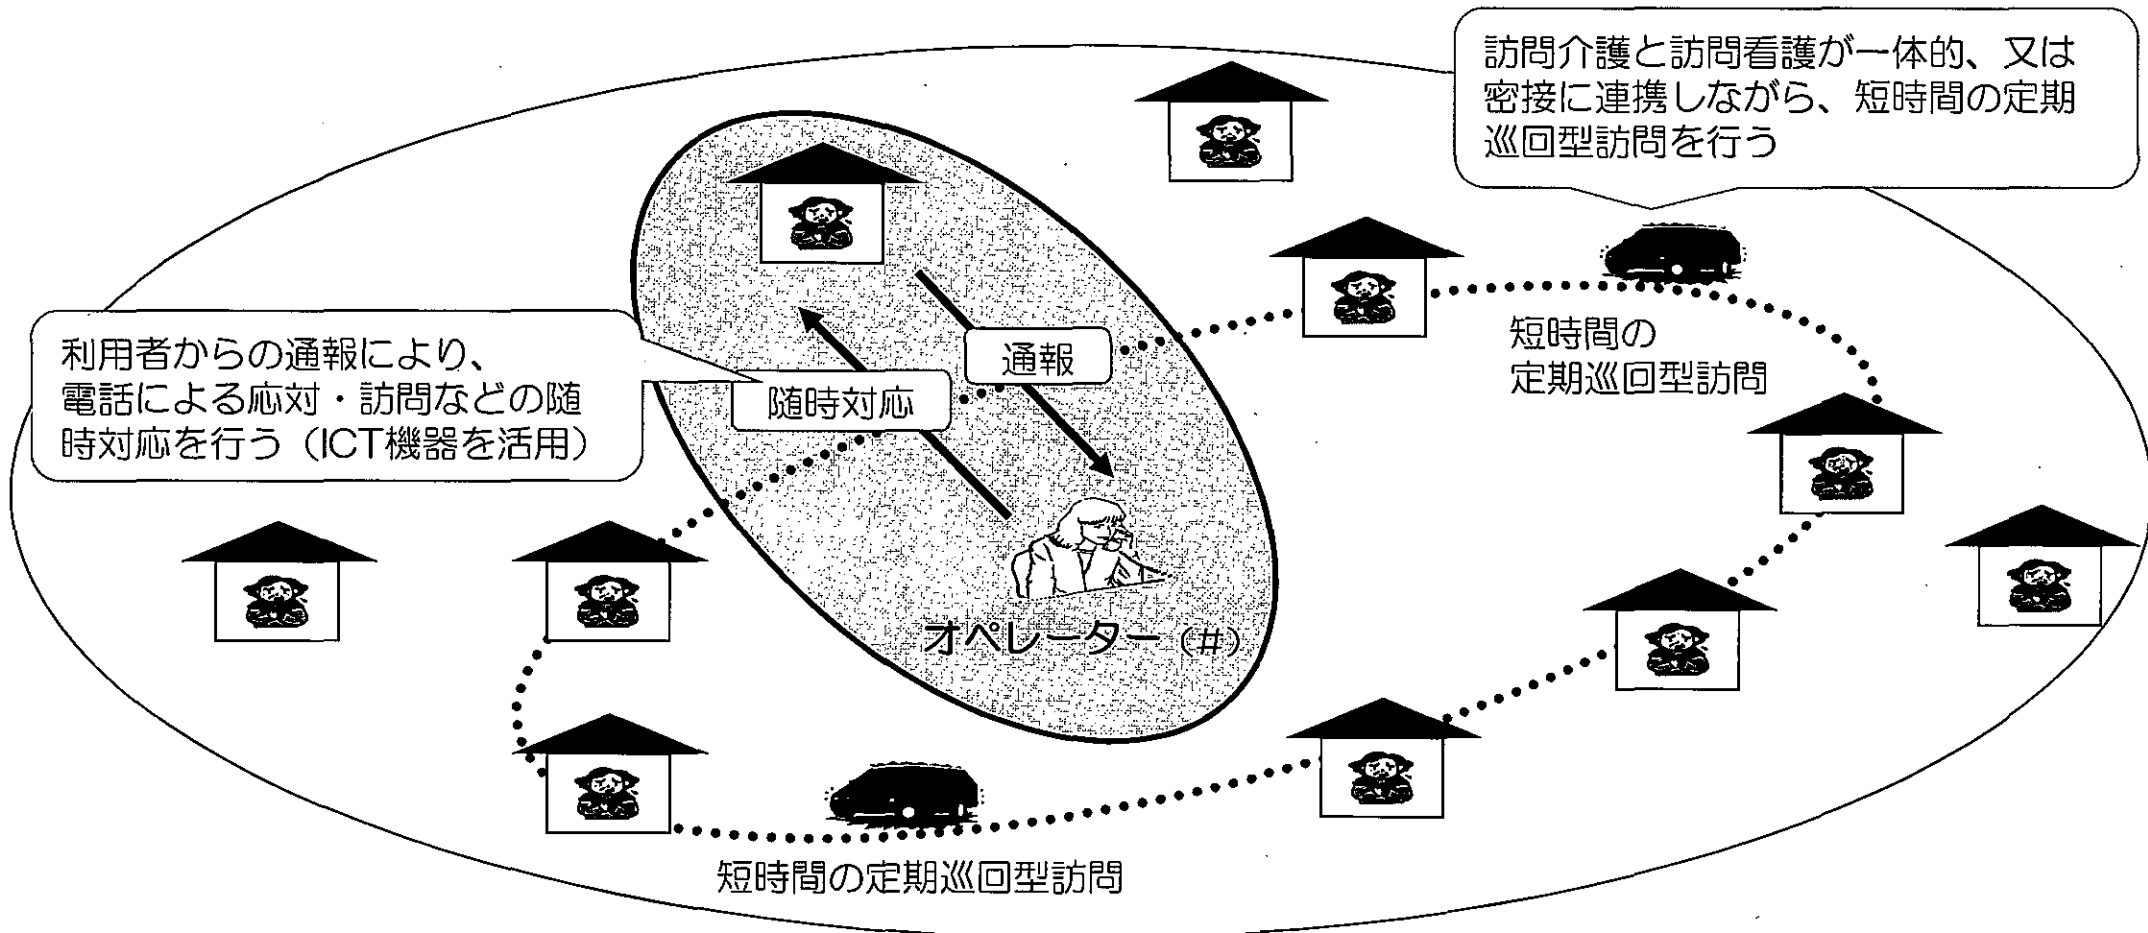 訪問介護と訪問看護が一体的、又は
密接に連携しながら、短時間の定期
巡回型訪問を行う
利用者からの通報により、
電話による応対・訪問などの随
時対応を行う（ICT機器を活用）
通報
随時対応
短時間の
定期巡回型訪問
オペレーター（＃）
短時間の定期巡回型訪問